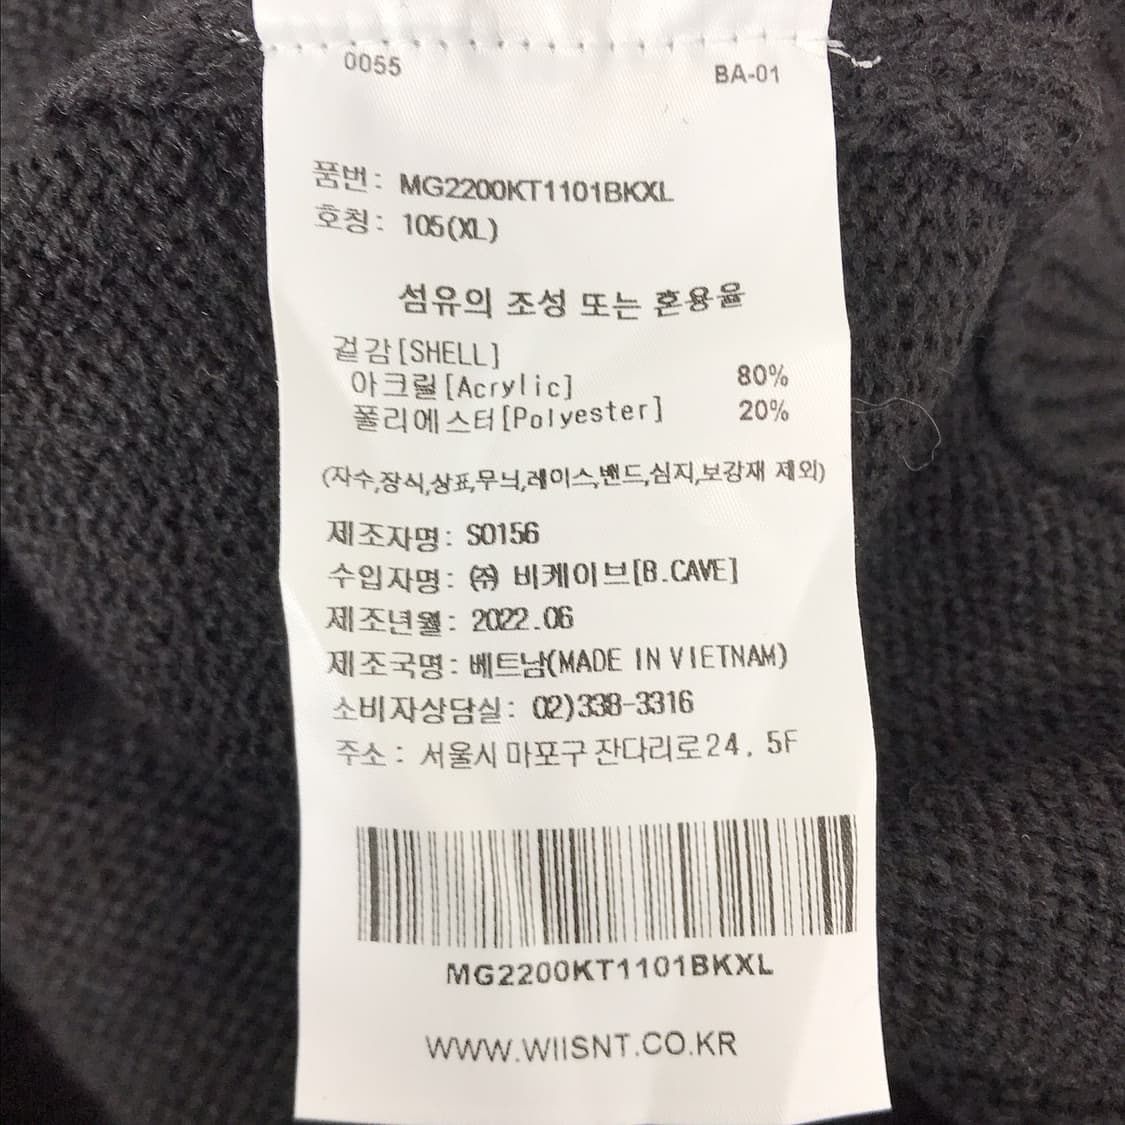 0055
BA-01
품번: MG2200KT1101BKXL
호칭: 105(XL)
섬유의 조성 또는 혼용율
겉감[SHELL]
아크릴[Acrylic] 80%
폴리에스터[Polyester] 20%
(자수,장식,상표,무늬,레이스,밴드,심지,보강재 제외)
제조자명: S0156
수입자명: ㈜ 비케이브[B.CAVE]
제조년월: 2022.06
제조국명: 베트남(MADE IN VIETNAM)
소비자상담실: 02)338-3316
주소: 서울시 마포구 잔다리로24. 5F
MG2200KT1101BKXL
WWW.WIISNT.CO.KR